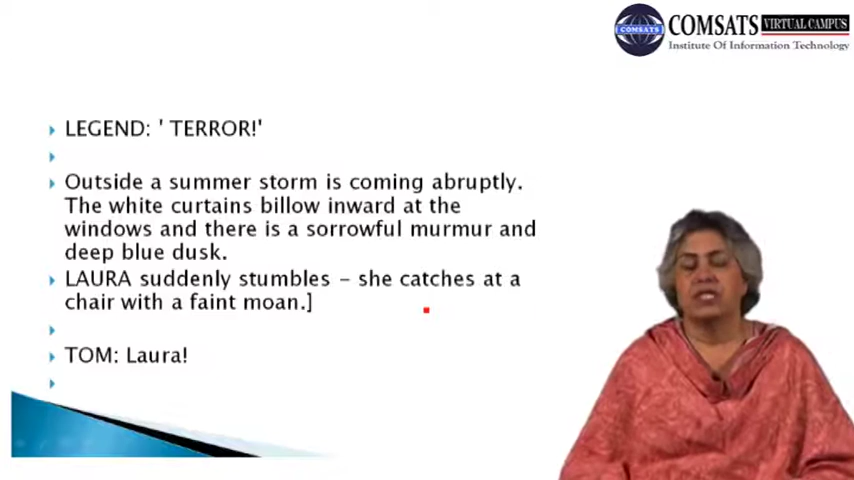 COMSATS VIRTUAL CAMPUS
COMSATS
Institute Of Information Technology
LEGEND: ' TERROR!'
Outside a summer storm is coming abruptly.
The white curtains billow inward at the
windows and there is a sorrowful murmur and
deep blue dusk.
LAURA suddenly stumbles – she catches at a
chair with a faint moan.]
TOM: Laura!